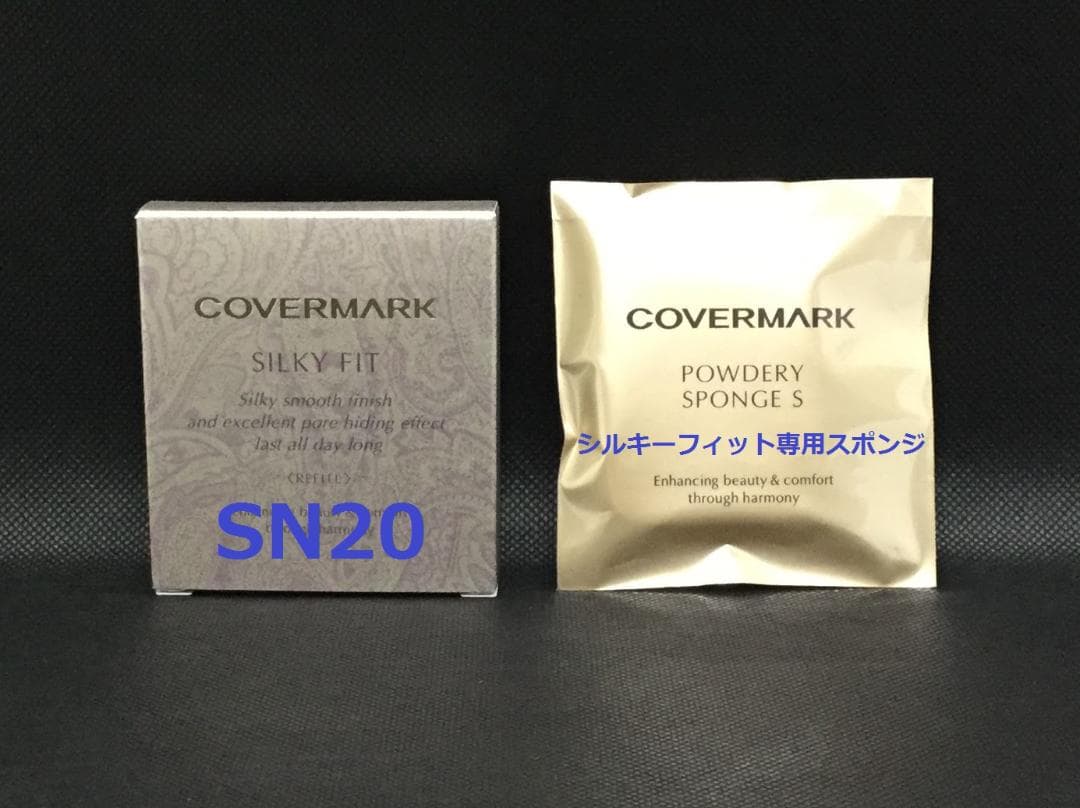 COVERMARK
SILKY FIT
Silky smooth finish
and excellent pore hiding effect
last all day long
〈REFILL〉
SN20
COVERMARK
POWDERY
SPONGE S
シルキーフィット専用スポンジ
Enhancing beauty & comfort
through harmony